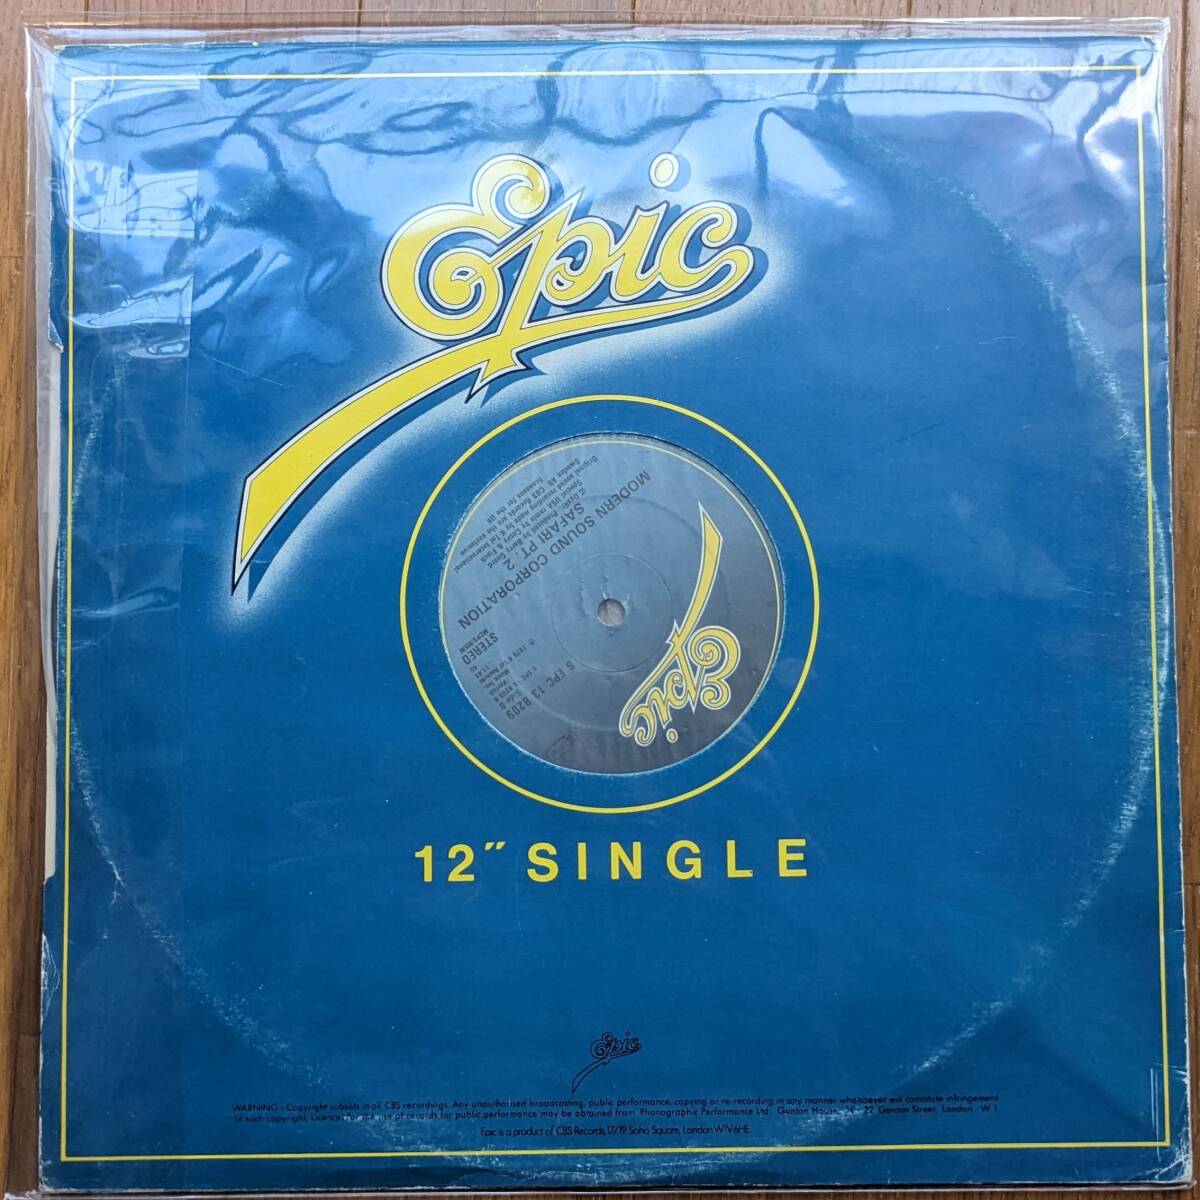 Epic
MODERN SOUND CORPORATION
SAFARI PT. 2
STEREO
S EPC 13 8209
Epic
12″ SINGLE
Epic
WARNING - Copyright subsists in all CBS recordings. Any unauthorised broadcasting, public performance, copying or re-recording in any manner whatsoever will constitute infringement
of such copyright. Licences for the use of records for public performance may be obtained from Phonographic Performance Ltd., Ganton House, 22 Ganton Street, London W 1.
Epic is a product of CBS Records, 17/19 Soho Square, London W1V 6HE.